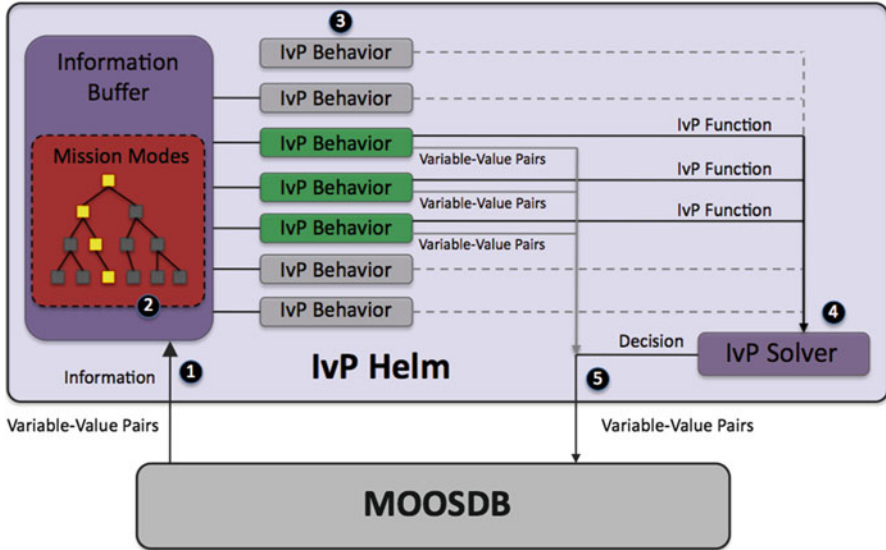 3
Information
Buffer
IvP Behavior
IvP Behavior
IvP Function
Mission Modes
IvP Behavior
Variable-Value Pairs
IvP Function
IvP Behavior
Variable-Value Pairs
IvP Function
IvP Behavior
Variable-Value Pairs
IvP Behavior
2
IvP Behavior
4
Decision
IvP Solver
1
Information
IvP Helm
5
Variable-Value Pairs
Variable-Value Pairs
MOOSDB